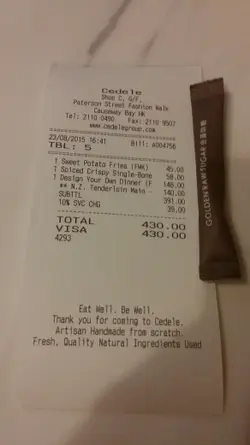 Cedele
Shop C, G/F,
Paterson Street Fashion Walk
Causeway Bay HK
Tel: 2110 0490 Fax: 2110 9507
www.cedelegroup.com
23/08/2015 16:41 Bill: A004756
TBL: 5
1 Sweet Potato Fries (FWK) 45.00
1 Spiced Crispy Single-Bone 58.00
1 Design Your Own Dinner (F 148.00
** N.Z. Tenderloin Main - 140.00
SUBTTL 391.00
10% SVC CHG 39.00
TOTAL 430.00
VISA 430.00
4293
Eat Well. Be Well.
Thank you for coming to Cedele.
Artisan Handmade from scratch.
Fresh, Quality Natural Ingredients Used
GOLDEN RAW SUGAR